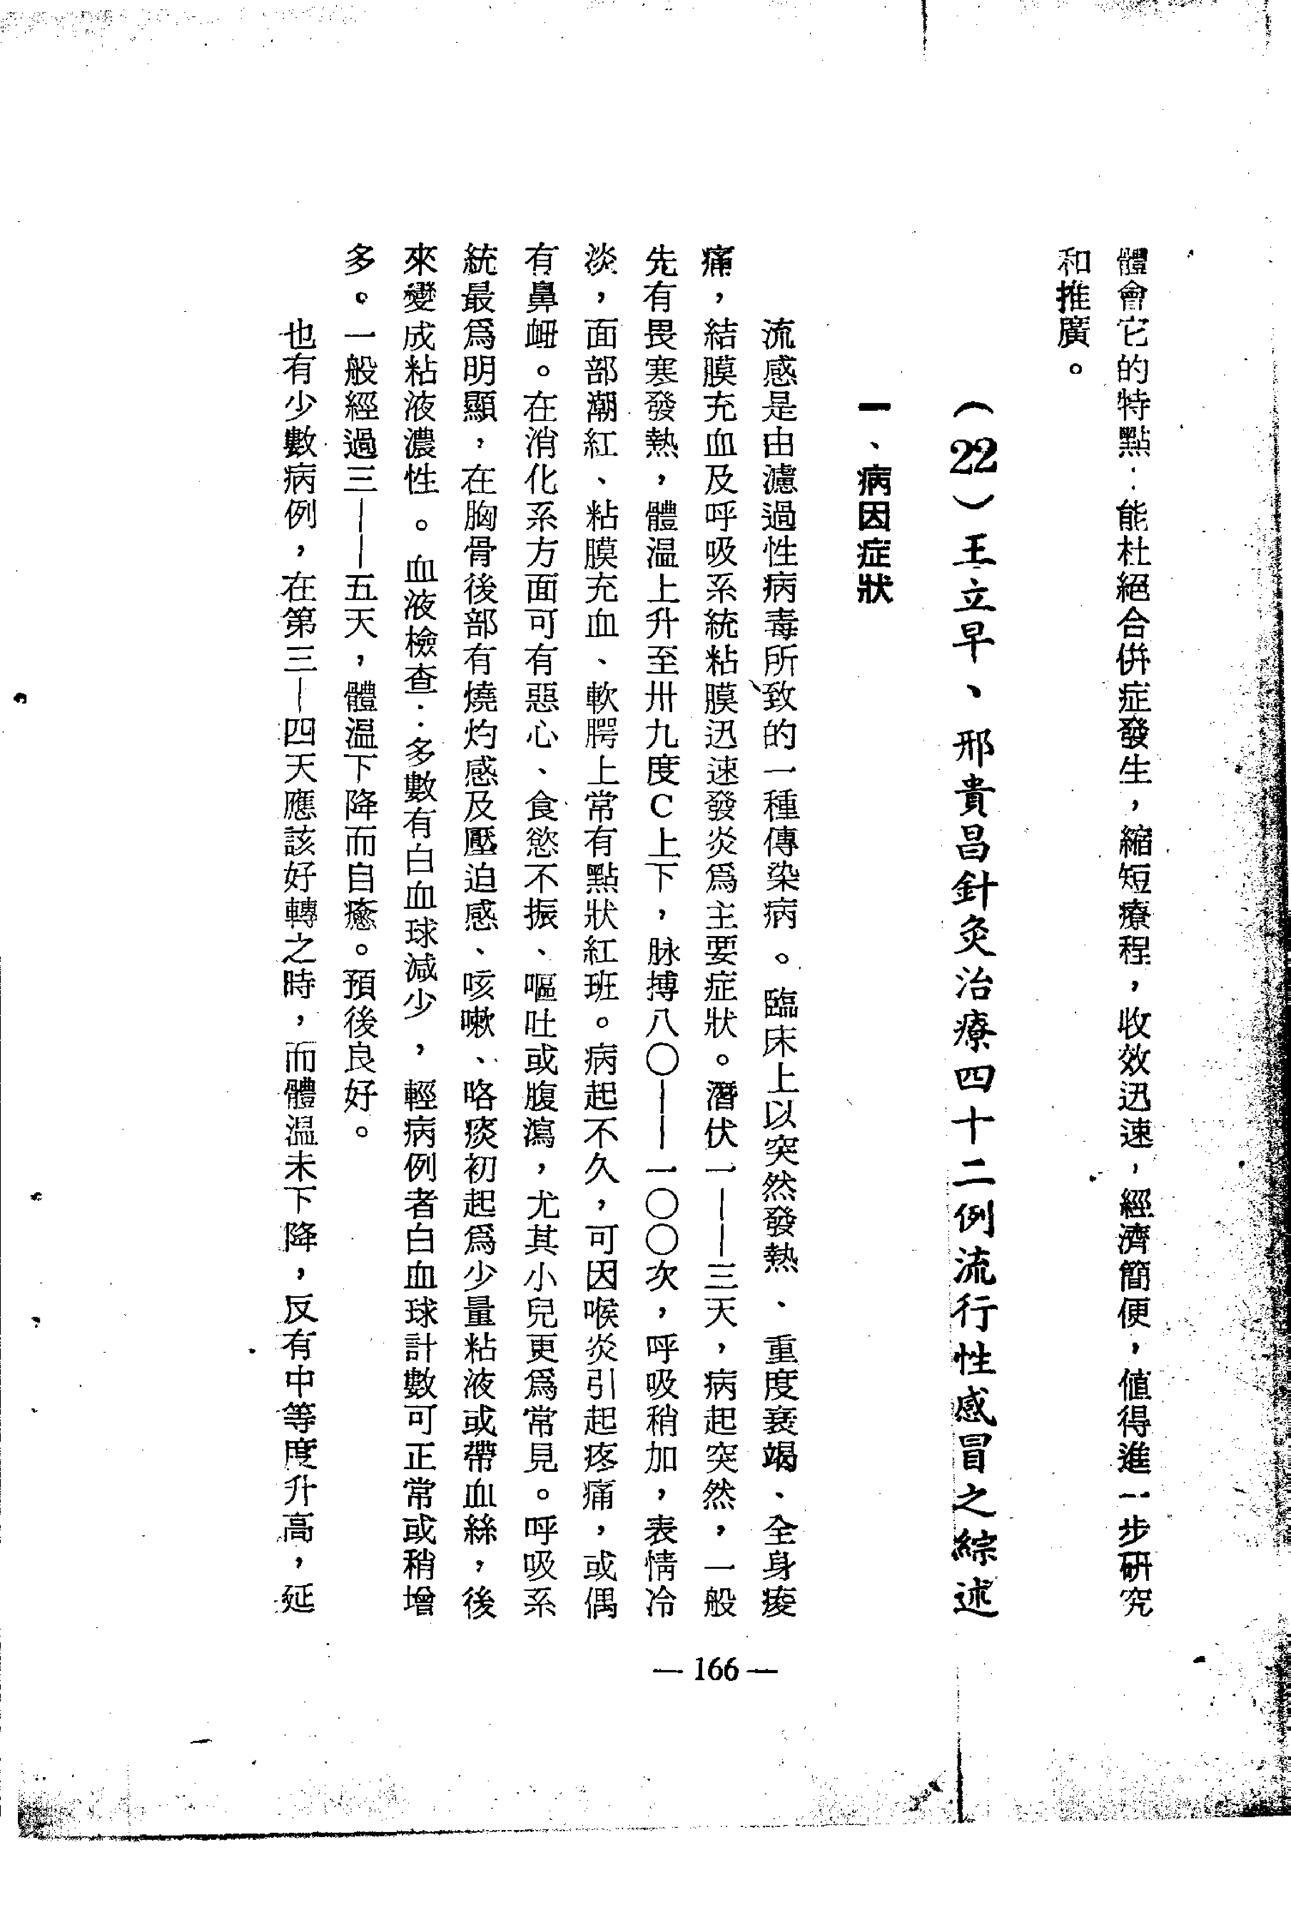 體會它的特點：能杜絕合併症發生，縮短療程，收效迅速，經濟簡便，値得進一步研究
和推廣。
（22）王立早、邢貴昌針灸治療四十二例流行性感冒之綜述
一、病因症狀
流感是由濾過性病毒所致的一種傳染病。臨床上以突然發熱、重度衰竭、全身痠
痛，結膜充血及呼吸系統粘膜迅速發炎爲主要症狀。潛伏一——三天，病起突然，一般
先有畏寒發熱，體温上升至卅九度C上下，脉搏八〇——一〇〇次，呼吸稍加，表情冷
淡，面部潮紅、粘膜充血、軟腭上常有點狀紅班。病起不久，可因喉炎引起疼痛，或偶
有鼻衄。在消化系方面可有惡心、食慾不振、嘔吐或腹瀉，尤其小兒更爲常見。呼吸系
統最爲明顯，在胸骨後部有燒灼感及壓迫感、咳嗽、咯痰初起爲少量粘液或帶血絲，後
來變成粘液濃性。血液檢查：多數有白血球减少，輕病例者白血球計數可正常或稍增
多。一般經過三——五天，體温下降而自癒。預後良好。
也有少數病例，在第三—四天應該好轉之時，而體温未下降，反有中等度升高，延
—166—